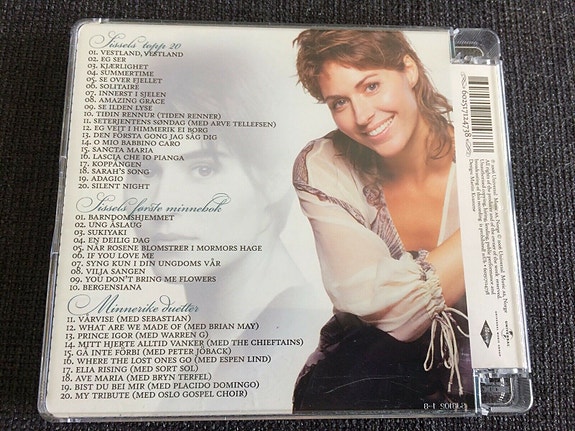 Sissels topp 20
01. VESTLAND, VESTLAND
02. EG SER
03. KJÆRLIGHET
04. SUMMERTIME
05. SE OVER FJELLET
06. SOLITAIRE
07. INNERST I SJELEN
08. AMAZING GRACE
09. SE ILDEN LYSE
10. TIÐIN RENNUR (TIDEN RENNER)
11. SETERJENTENS SØNDAG (MED ARVE TELLEFSEN)
12. EG VEIT I HIMMERIK EI BORG
13. DEN FÖRSTA GONG JAG SÅG DIG
14. O MIO BABBINO CARO
15. SANCTA MARIA
16. LASCIA CHE IO PIANGA
17. KOPPÅNGEN
18. SARAH'S SONG
19. ADAGIO
20. SILENT NIGHT
Sissels første minnebok
01. BARNDOMSHJEMMET
02. UNG ÅSLAUG
03. SUKIYAKI
04. EN DEILIG DAG
05. NÅR ROSENE BLOMSTRER I MORMORS HAGE
06. IF YOU LOVE ME
07. SYNG KUN I DIN UNGDOMS VÅR
08. VILJA SANGEN
09. YOU DON'T BRING ME FLOWERS
10. BERGENSIANA
Minnerike duetter
11. VÅRVISE (MED SEBASTIAN)
12. WHAT ARE WE MADE OF (MED BRIAN MAY)
13. PRINCE IGOR (MED WARREN G)
14. MITT HJERTE ALLTID VANKER (MED THE CHIEFTAINS)
15. GÅ INTE FÖRBI (MED PETER JÖBACK)
16. WHERE THE LOST ONES GO (MED ESPEN LIND)
17. ELIA RISING (MED SORT SOL)
18. AVE MARIA (MED BRYN TERFEL)
19. BIST DU BEI MIR (MED PLACIDO DOMINGO)
20. MY TRIBUTE (MED OSLO GOSPEL CHOIR)